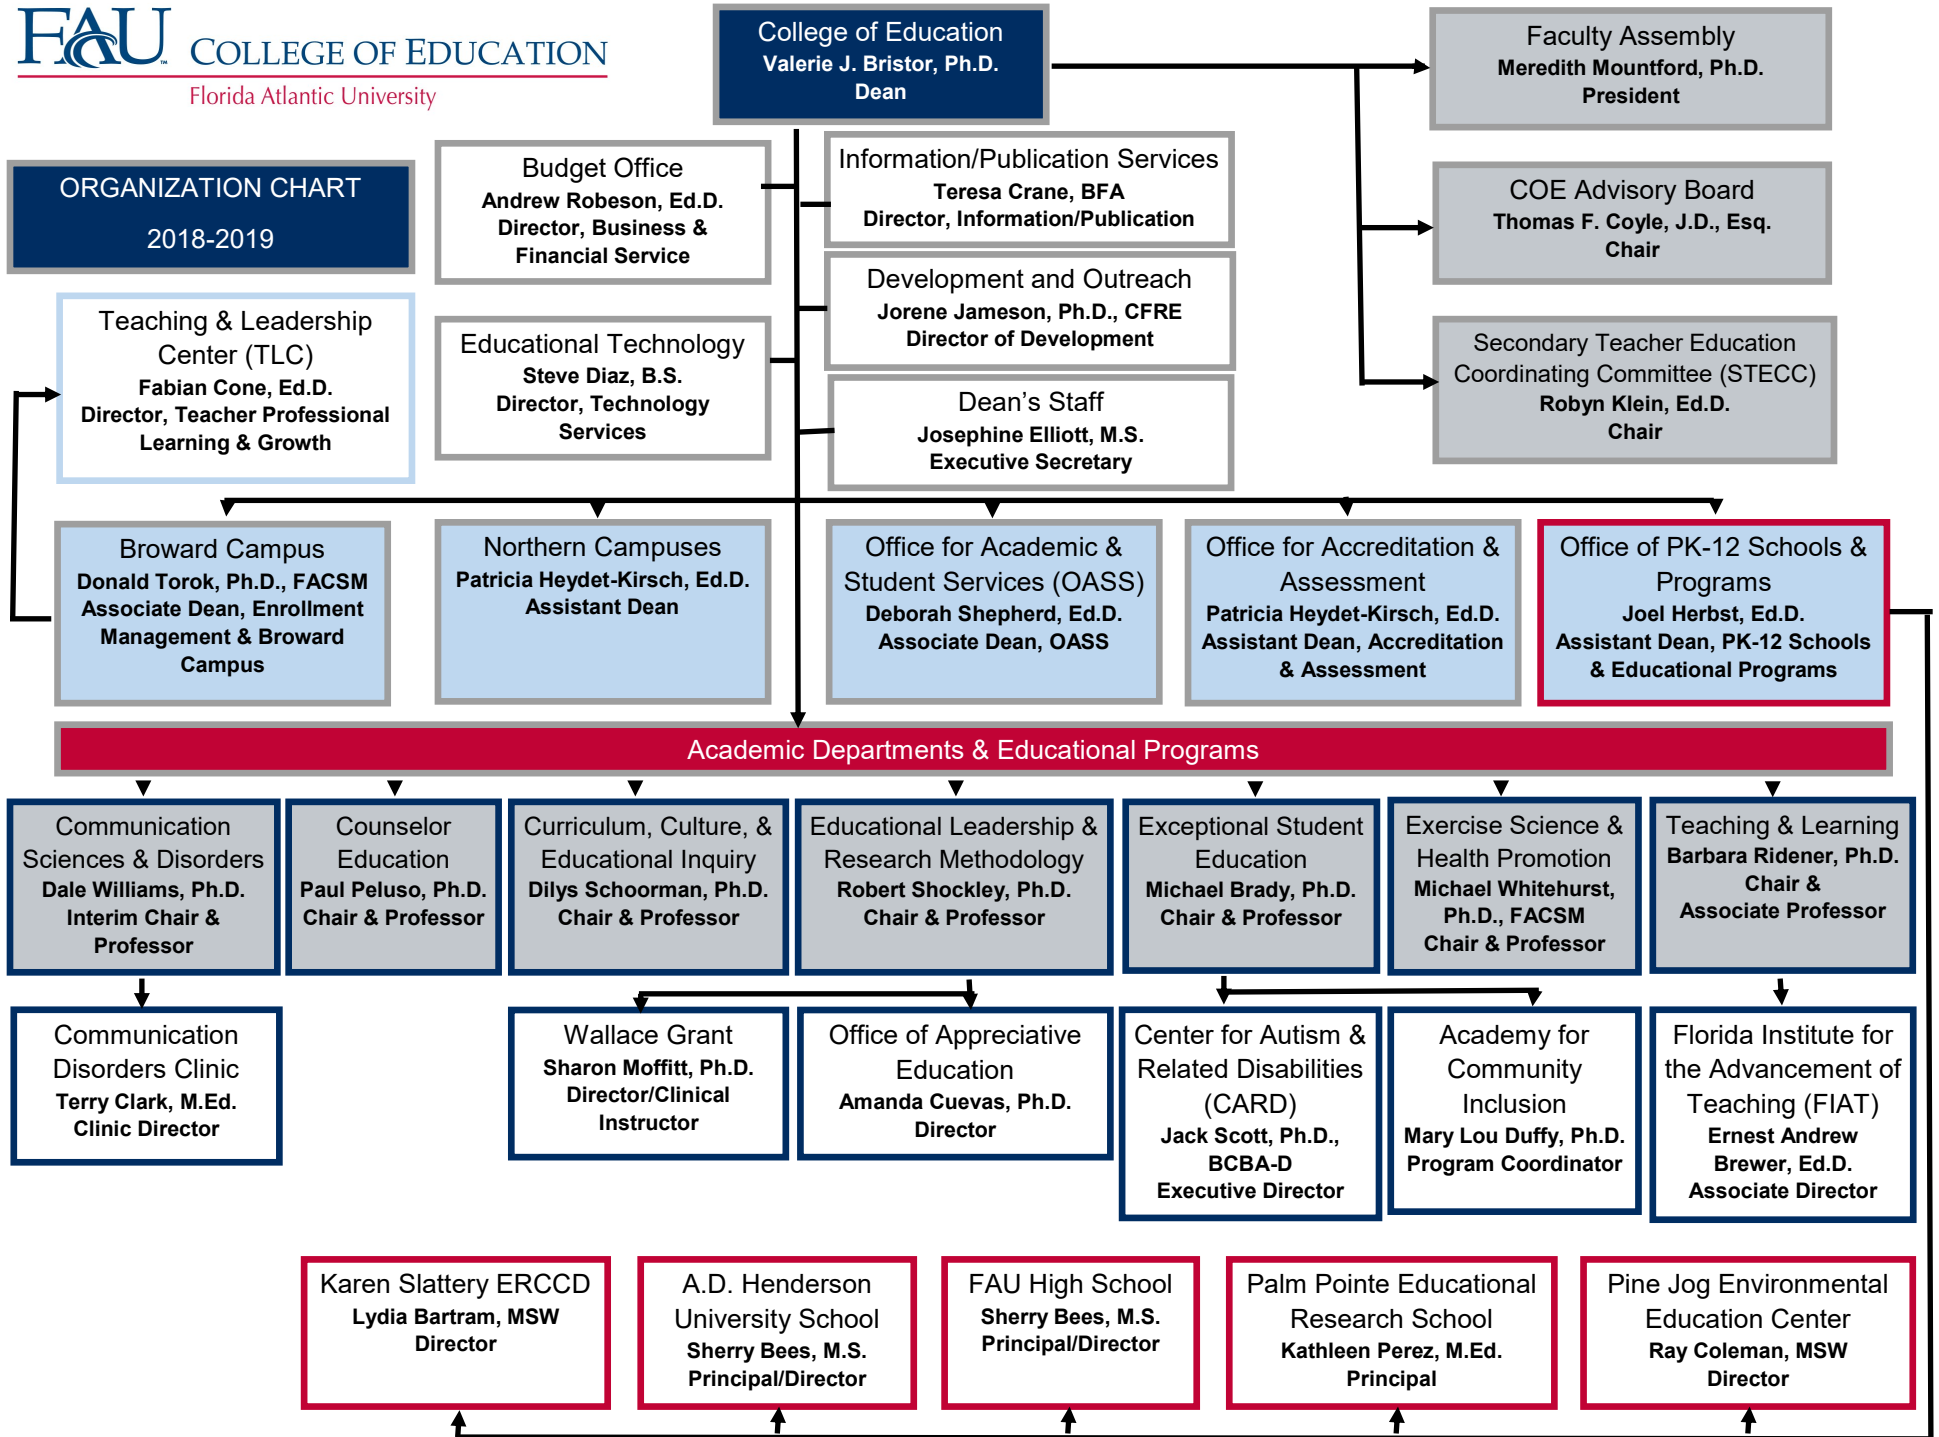 FAU COLLEGE OF EDUCATION
Florida Atlantic University
College of Education
Valerie J. Bristor, Ph.D.
Dean
Faculty Assembly
Meredith Mountford, Ph.D.
President
ORGANIZATION CHART
2018-2019
Budget Office
Andrew Robeson, Ed.D.
Director, Business &
Financial Service
Information/Publication Services
Teresa Crane, BFA
Director, Information/Publication
COE Advisory Board
Thomas F. Coyle, J.D., Esq.
Chair
Development and Outreach
Jorene Jameson, Ph.D., CFRE
Director of Development
Teaching & Leadership
Center (TLC)
Fabian Cone, Ed.D.
Director, Teacher Professional
Learning & Growth
Educational Technology
Steve Diaz, B.S.
Director, Technology
Services
Dean’s Staff
Josephine Elliott, M.S.
Executive Secretary
Secondary Teacher Education
Coordinating Committee (STECC)
Robyn Klein, Ed.D.
Chair
Broward Campus
Donald Torok, Ph.D., FACSM
Associate Dean, Enrollment
Management & Broward
Campus
Northern Campuses
Patricia Heydet-Kirsch, Ed.D.
Assistant Dean
Office for Academic &
Student Services (OASS)
Deborah Shepherd, Ed.D.
Associate Dean, OASS
Office for Accreditation &
Assessment
Patricia Heydet-Kirsch, Ed.D.
Assistant Dean, Accreditation
& Assessment
Office of PK-12 Schools &
Programs
Joel Herbst, Ed.D.
Assistant Dean, PK-12 Schools
& Educational Programs
Academic Departments & Educational Programs
Communication
Sciences & Disorders
Dale Williams, Ph.D.
Interim Chair &
Professor
Counselor
Education
Paul Peluso, Ph.D.
Chair & Professor
Curriculum, Culture, &
Educational Inquiry
Dilys Schoorman, Ph.D.
Chair & Professor
Educational Leadership &
Research Methodology
Robert Shockley, Ph.D.
Chair & Professor
Exceptional Student
Education
Michael Brady, Ph.D.
Chair & Professor
Exercise Science &
Health Promotion
Michael Whitehurst,
Ph.D., FACSM
Chair & Professor
Teaching & Learning
Barbara Ridener, Ph.D.
Chair &
Associate Professor
Communication
Disorders Clinic
Terry Clark, M.Ed.
Clinic Director
Wallace Grant
Sharon Moffitt, Ph.D.
Director/Clinical
Instructor
Office of Appreciative
Education
Amanda Cuevas, Ph.D.
Director
Center for Autism &
Related Disabilities
(CARD)
Jack Scott, Ph.D.,
BCBA-D
Executive Director
Academy for
Community
Inclusion
Mary Lou Duffy, Ph.D.
Program Coordinator
Florida Institute for
the Advancement of
Teaching (FIAT)
Ernest Andrew
Brewer, Ed.D.
Associate Director
Karen Slattery ERCCD
Lydia Bartram, MSW
Director
A.D. Henderson
University School
Sherry Bees, M.S.
Principal/Director
FAU High School
Sherry Bees, M.S.
Principal/Director
Palm Pointe Educational
Research School
Kathleen Perez, M.Ed.
Principal
Pine Jog Environmental
Education Center
Ray Coleman, MSW
Director